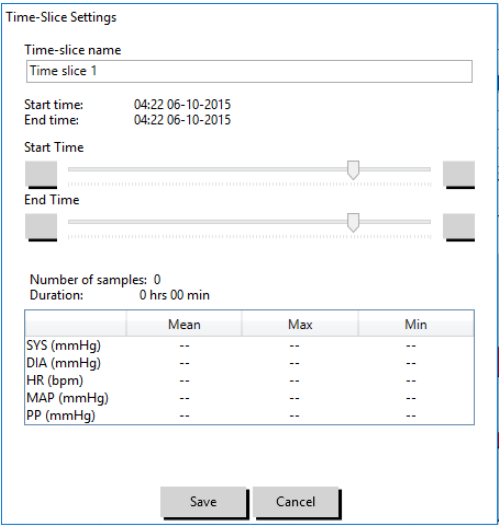 Time-Slice Settings
Time-slice name
Time slice 1
Start time: 04:22 06-10-2015
End time: 04:22 06-10-2015
Start Time
End Time
Number of samples: 0
Duration: 0 hrs 00 min
Mean Max Min
SYS (mmHg) -- -- --
DIA (mmHg) -- -- --
HR (bpm) -- -- --
MAP (mmHg) -- -- --
PP (mmHg) -- -- --
Save Cancel